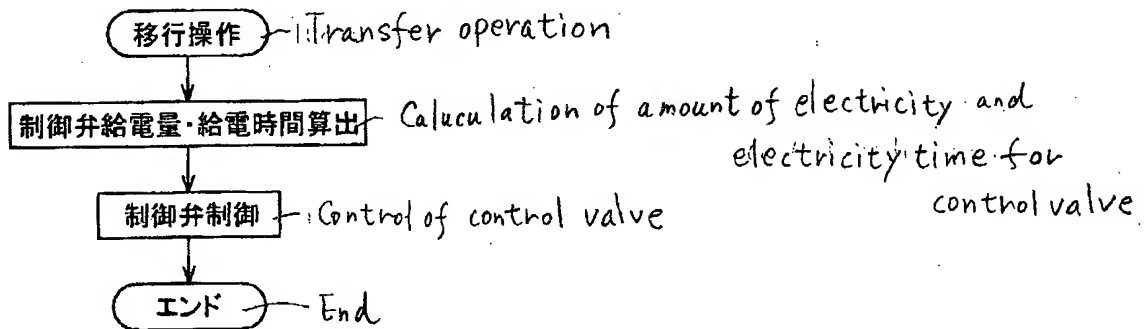 移行操作
Transfer operation
制御弁給電量・給電時間算出
Caluculation of amount of electricity and
electricity time for
control valve
制御弁制御
Control of control valve
エンド
End